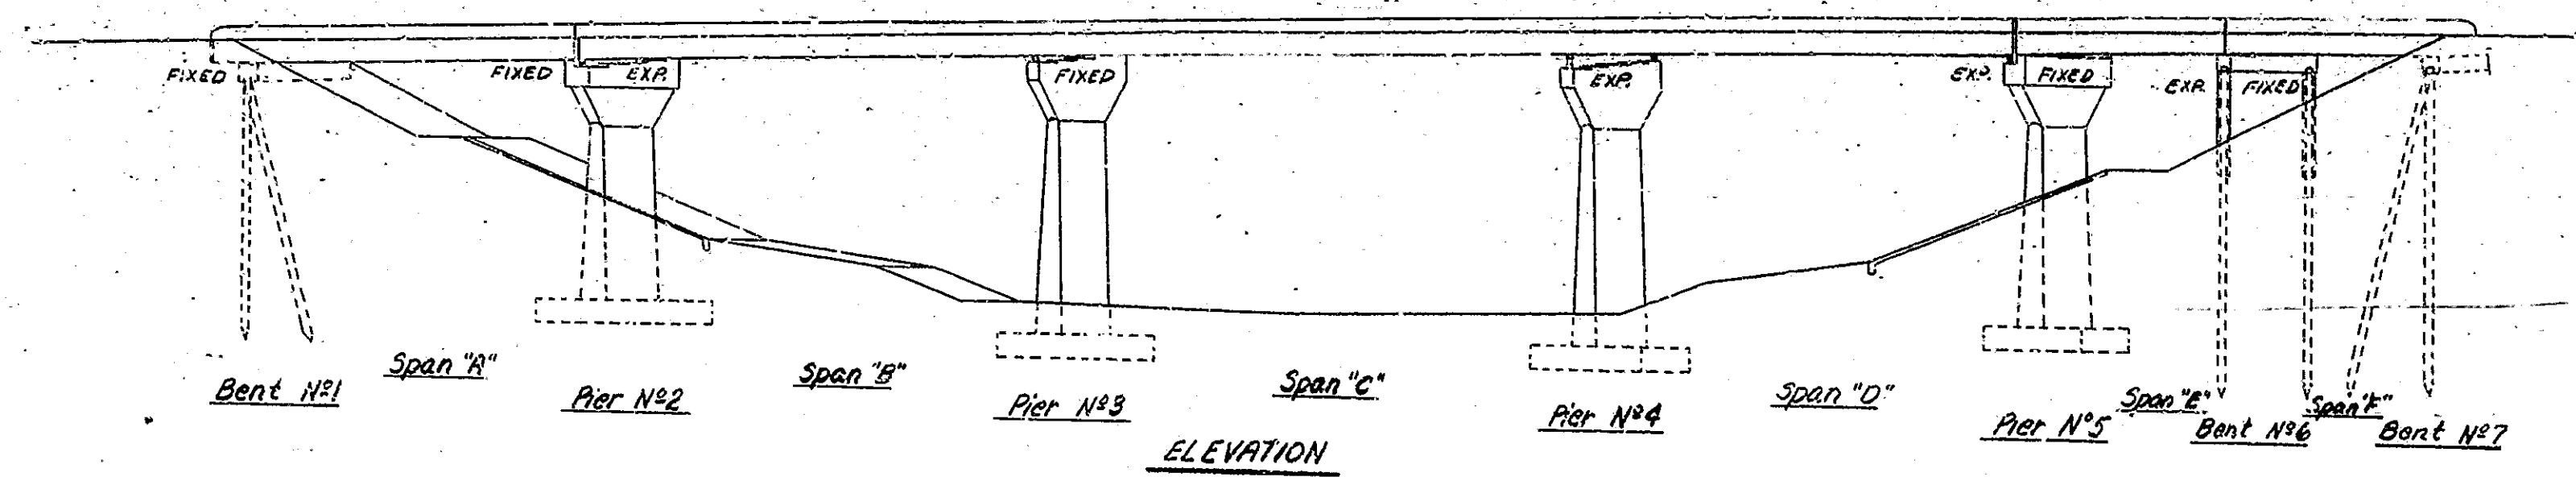 FIXED
FIXED
EXP.
FIXED
EXP.
EXP.
FIXED
EXP.
FIXED
Span "A"
Span "B"
Span "C"
Span "D"
Span "E"
Span "F"
Bent Nº1
Pier Nº2
Pier Nº3
Pier Nº4
Pier Nº5
Bent Nº6
Bent Nº7
ELEVATION